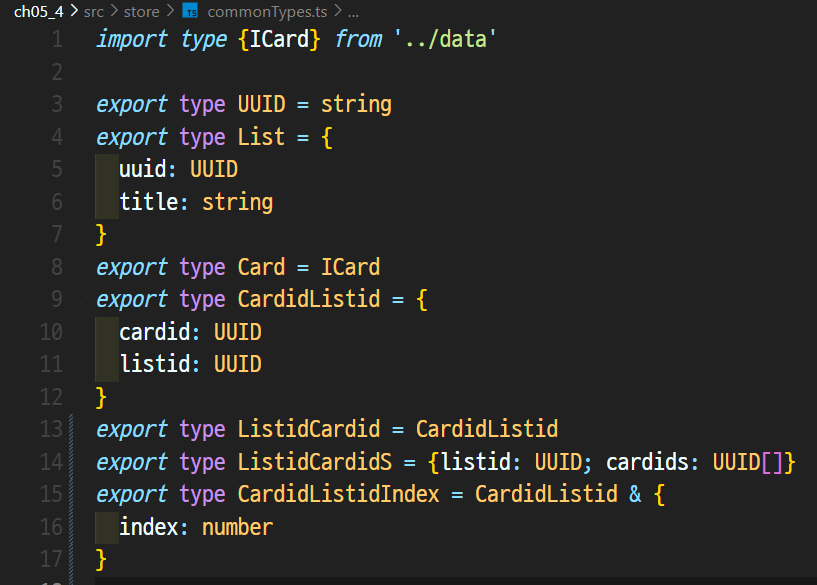 ch05_4 > src > store > TS commonTypes.ts > ...
1 import type {ICard} from '../data'
2
3 export type UUID = string
4 export type List = {
5   uuid: UUID
6   title: string
7 }
8 export type Card = ICard
9 export type CardidListid = {
10   cardid: UUID
11   listid: UUID
12 }
13 export type ListidCardid = CardidListid
14 export type ListidCardidS = {listid: UUID; cardids: UUID[]}
15 export type CardidListidIndex = CardidListid & {
16   index: number
17 }